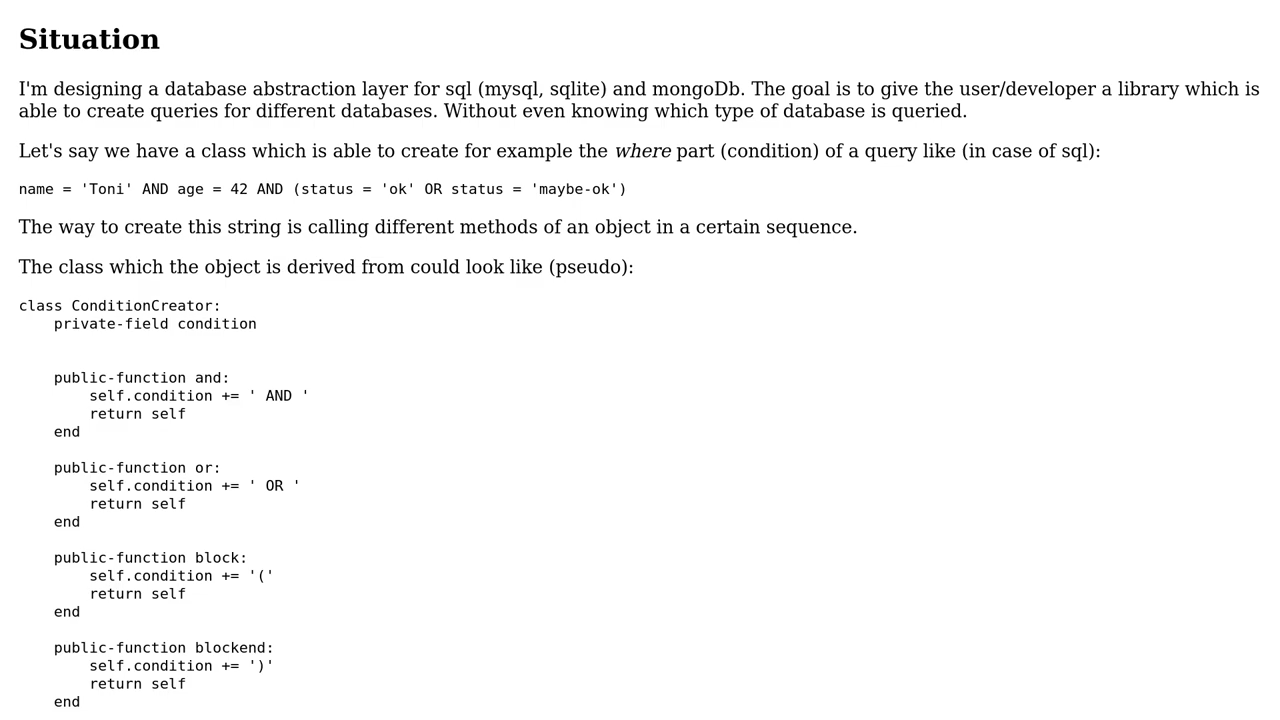 Situation
I'm designing a database abstraction layer for sql (mysql, sqlite) and mongoDb. The goal is to give the user/developer a library which is
able to create queries for different databases. Without even knowing which type of database is queried.
Let's say we have a class which is able to create for example the where part (condition) of a query like (in case of sql):
name = 'Toni' AND age = 42 AND (status = 'ok' OR status = 'maybe-ok')
The way to create this string is calling different methods of an object in a certain sequence.
The class which the object is derived from could look like (pseudo):
class ConditionCreator:
    private-field condition
    public-function and:
        self.condition += ' AND '
        return self
    end
    public-function or:
        self.condition += ' OR '
        return self
    end
    public-function block:
        self.condition += '('
        return self
    end
    public-function blockend:
        self.condition += ')'
        return self
    end